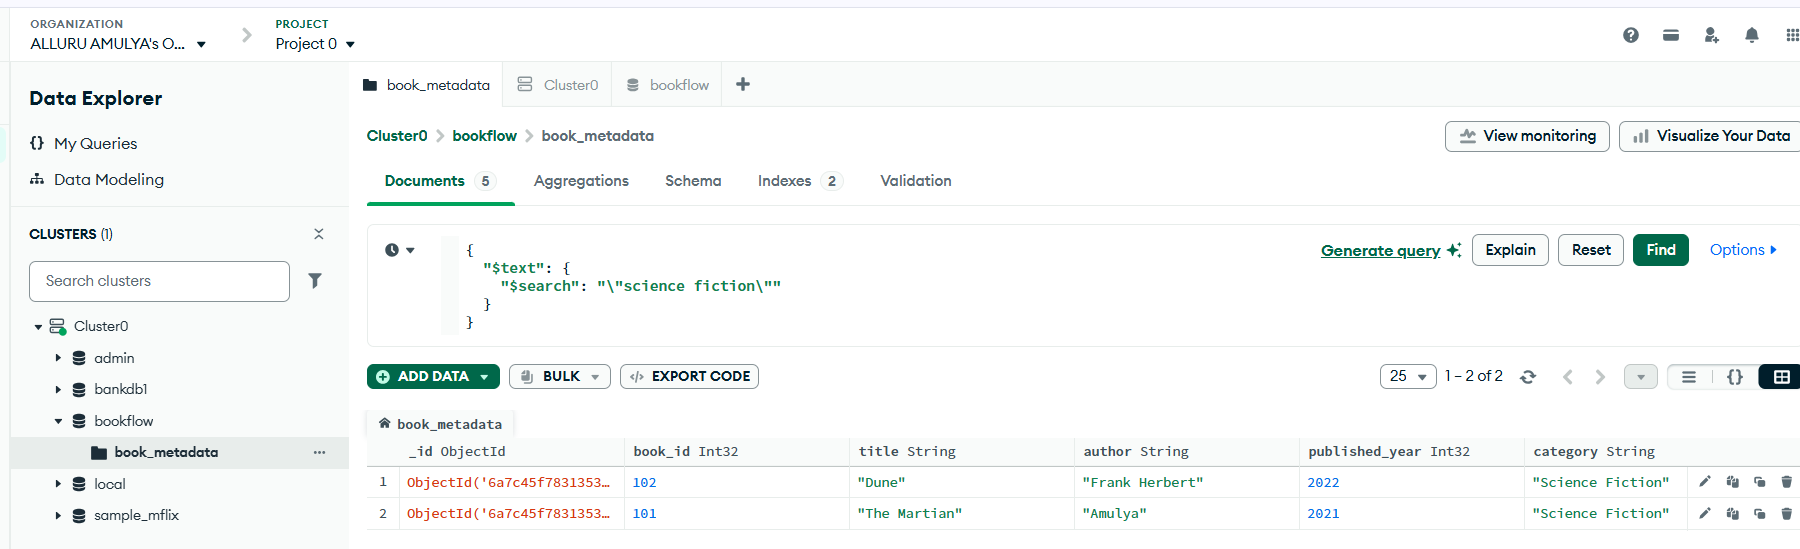 ORGANIZATION
ALLURU AMULYA's O...
PROJECT
Project 0
Data Explorer
My Queries
Data Modeling
CLUSTERS (1)
Search clusters
Cluster0
admin
bankdb1
bookflow
book_metadata
local
sample_mflix
book_metadata Cluster0 bookflow
Cluster0 > bookflow > book_metadata
View monitoring Visualize Your Data
Documents 5 Aggregations Schema Indexes 2 Validation
{
"$text": {
"$search": "\"science fiction\""
}
}
Generate query Explain Reset Find Options
ADD DATA BULK EXPORT CODE
25 1 – 2 of 2
book_metadata
_id ObjectId book_id Int32 title String author String published_year Int32 category String
1 ObjectId('6a7c45f7831353... 102 "Dune" "Frank Herbert" 2022 "Science Fiction"
2 ObjectId('6a7c45f7831353... 101 "The Martian" "Amulya" 2021 "Science Fiction"